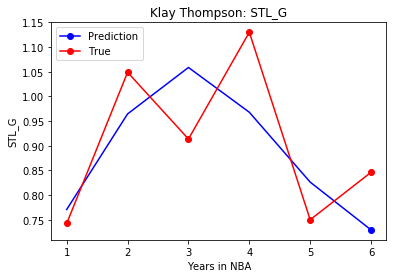 Klay Thompson: STL_G
Prediction
True
1.15
1.10
1.05
1.00
0.95
0.90
0.85
0.80
0.75
STL_G
1 2 3 4 5 6
Years in NBA